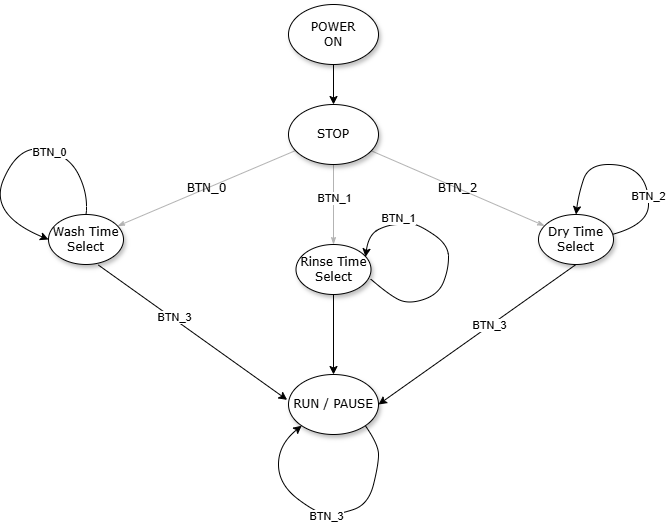 POWER
ON
STOP
BTN_0
BTN_0
BTN_1
BTN_2
BTN_2
Wash Time
Select
BTN_1
Rinse Time
Select
Dry Time
Select
BTN_3
BTN_3
RUN / PAUSE
BTN_3